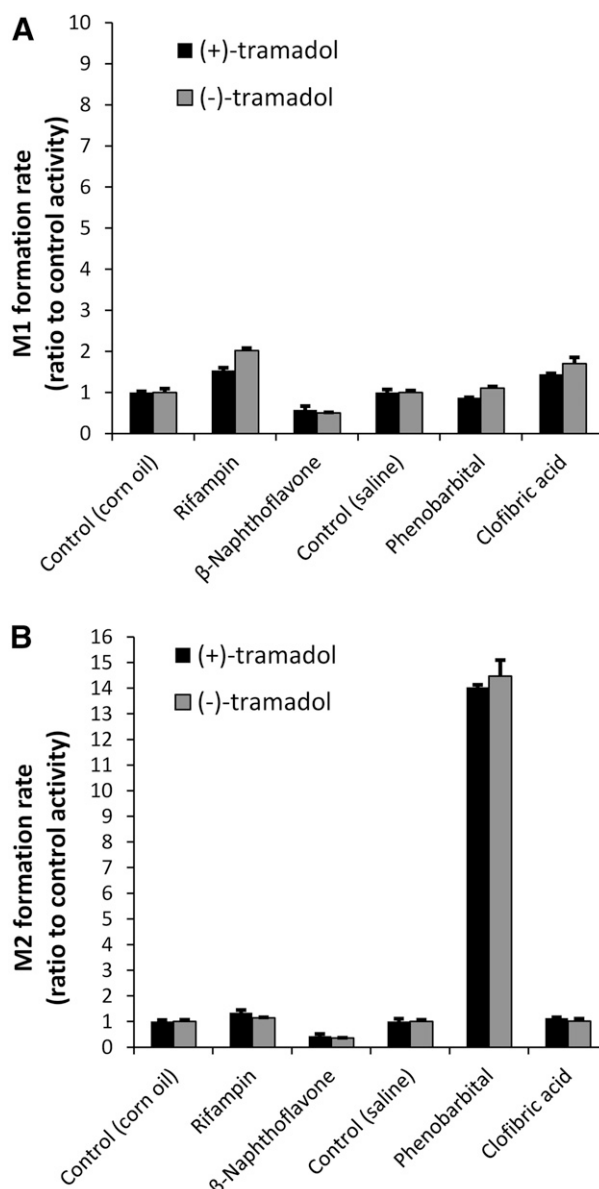 A
(+)-tramadol
(-)-tramadol
M1 formation rate
(ratio to control activity)
10
9
8
7
6
5
4
3
2
1
0
Control (corn oil)
Rifampin
β-Naphthoflavone
Control (saline)
Phenobarbital
Clofibric acid
B
(+)-tramadol
(-)-tramadol
M2 formation rate
(ratio to control activity)
16
15
14
13
12
11
10
9
8
7
6
5
4
3
2
1
0
Control (corn oil)
Rifampin
β-Naphthoflavone
Control (saline)
Phenobarbital
Clofibric acid